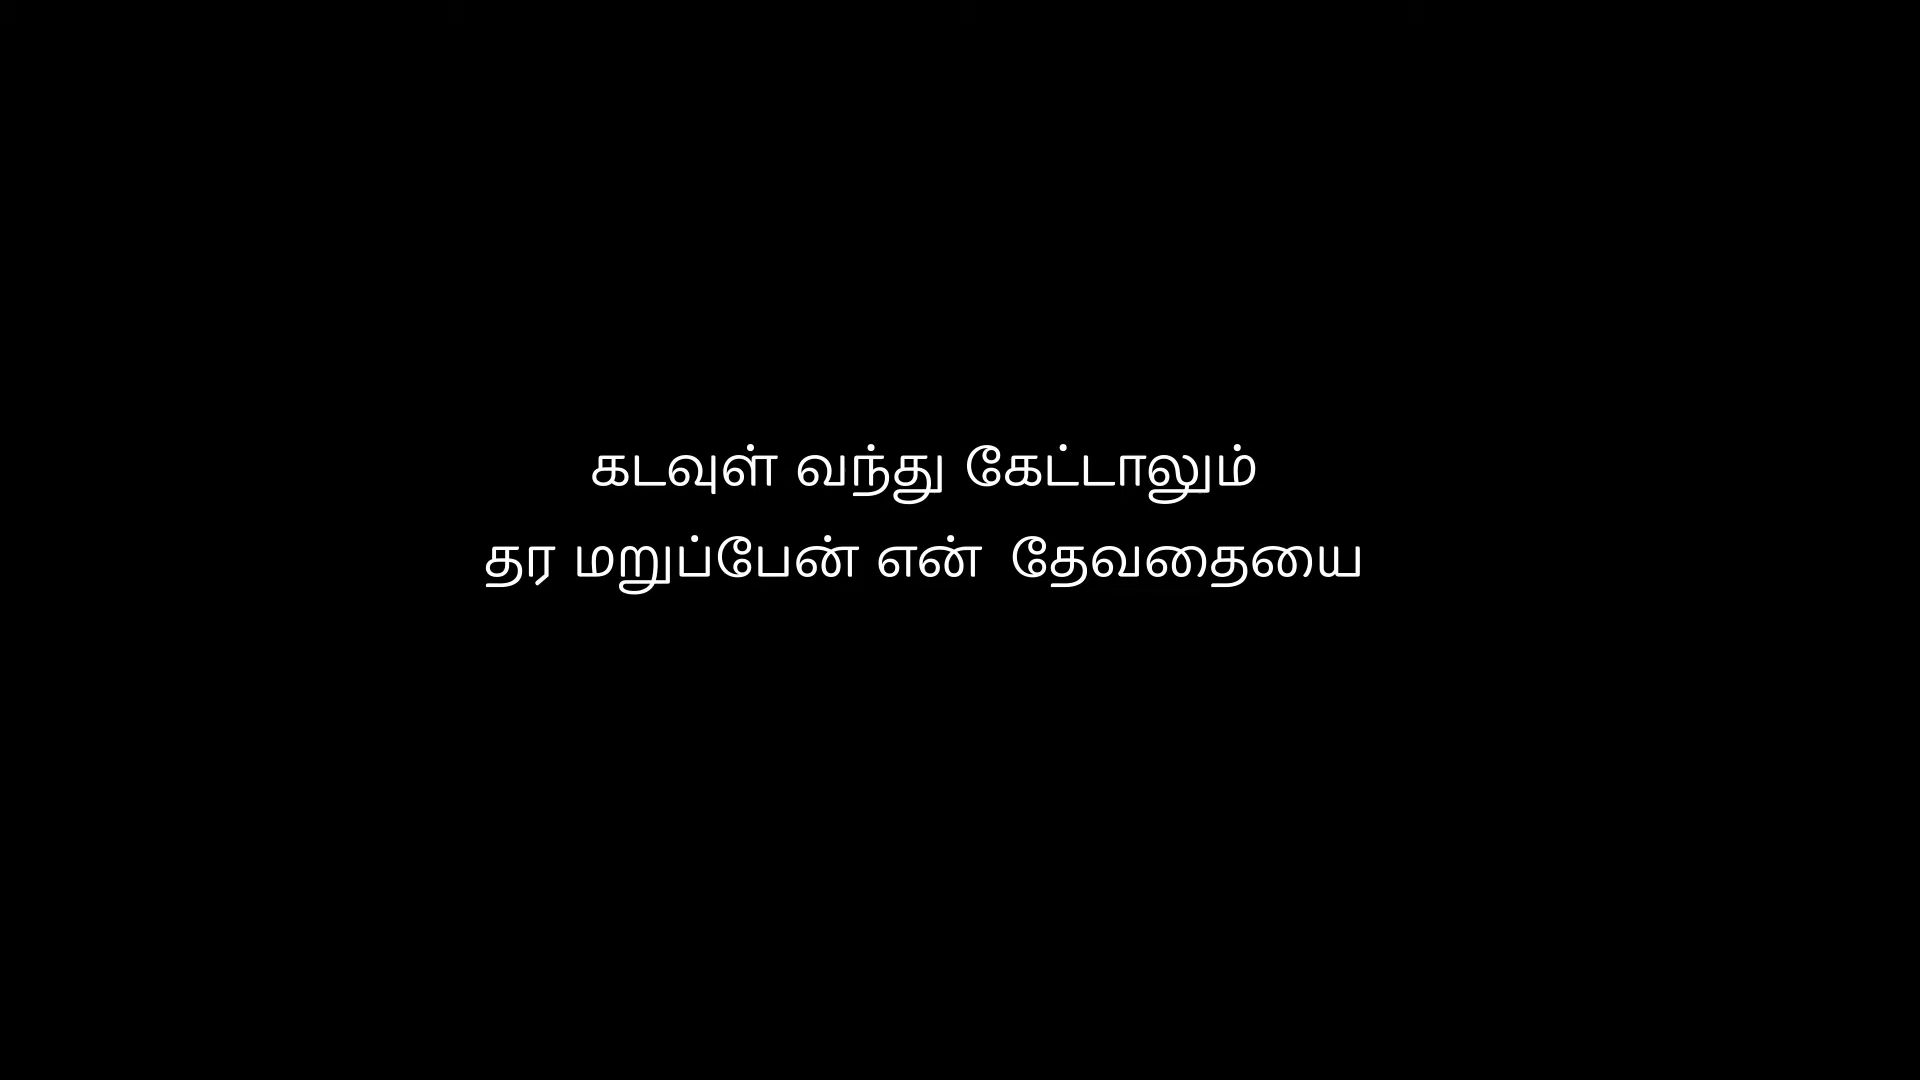 கடவுள் வந்து கேட்டாலும்
தர மறுப்பேன் என் தேவதையை